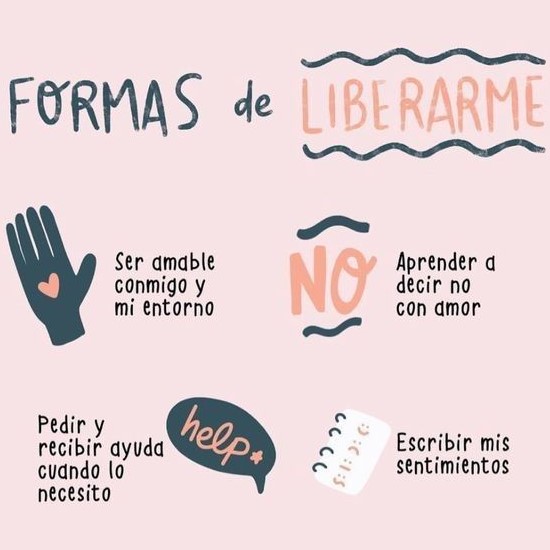 FORMAS de LIBERARME
Ser amable
conmigo y
mi entorno
NO
Aprender a
decir no
con amor
Pedir y
recibir ayuda
cuando lo
necesito
help
Escribir mis
sentimientos